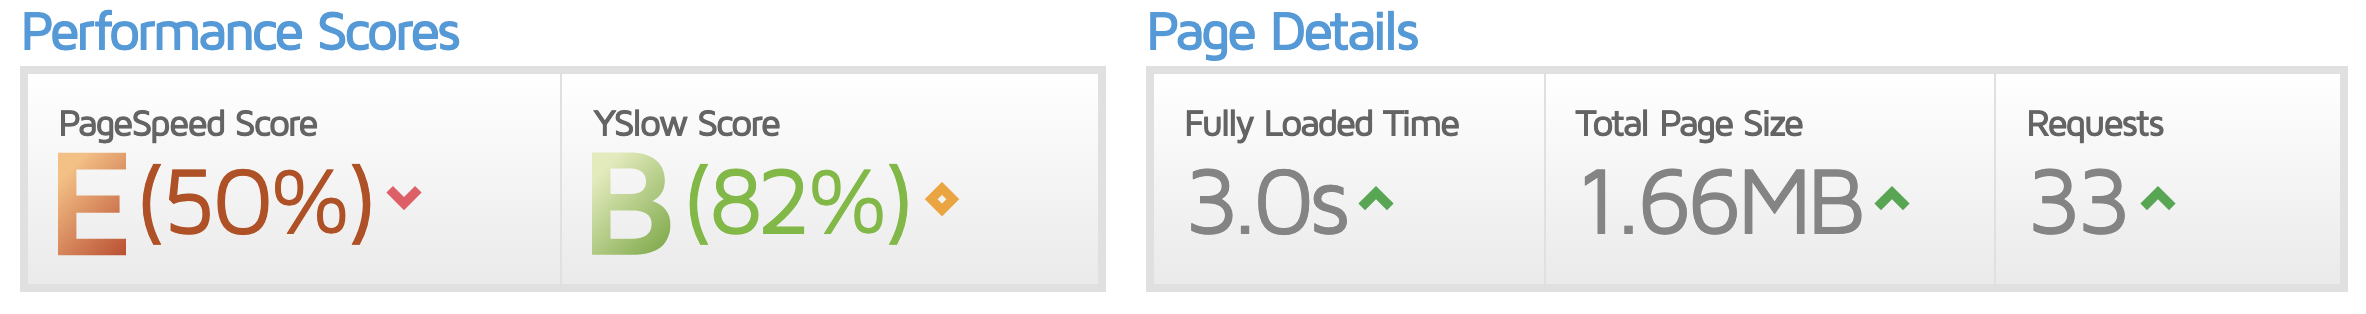 Performance Scores
PageSpeed Score
E (50%)
YSlow Score
B (82%)
Page Details
Fully Loaded Time
3.0s
Total Page Size
1.66MB
Requests
33